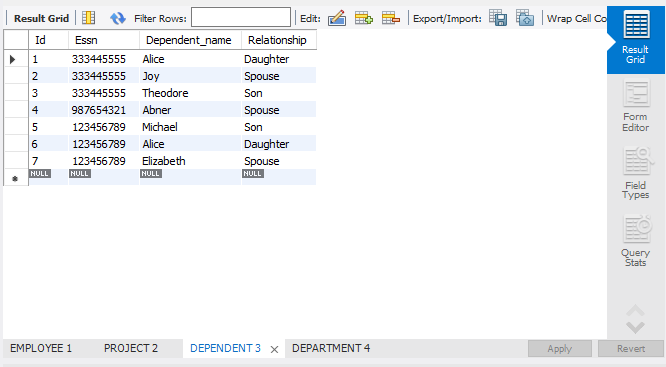 Result Grid Filter Rows: Edit: Export/Import: Wrap Cell Co
Id Essn Dependent_name Relationship
1 333445555 Alice Daughter
2 333445555 Joy Spouse
3 333445555 Theodore Son
4 987654321 Abner Spouse
5 123456789 Michael Son
6 123456789 Alice Daughter
7 123456789 Elizabeth Spouse
NULL NULL NULL NULL
Result
Grid
Form
Editor
Field
Types
Query
Stats
EMPLOYEE 1 PROJECT 2 DEPENDENT 3 DEPARTMENT 4 Apply Revert